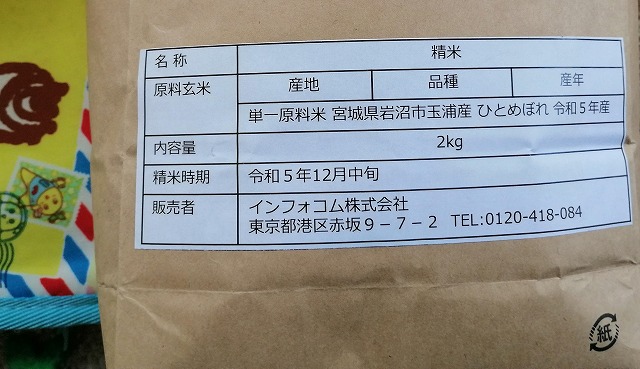 名 称 精米
原料玄米 産地 品種 産年
単一原料米 宮城県岩沼市玉浦産 ひとめぼれ 令和５年産
内容量 2kg
精米時期 令和５年12月中旬
販売者 インフォコム株式会社
東京都港区赤坂９－７－２ TEL:0120-418-084
紙